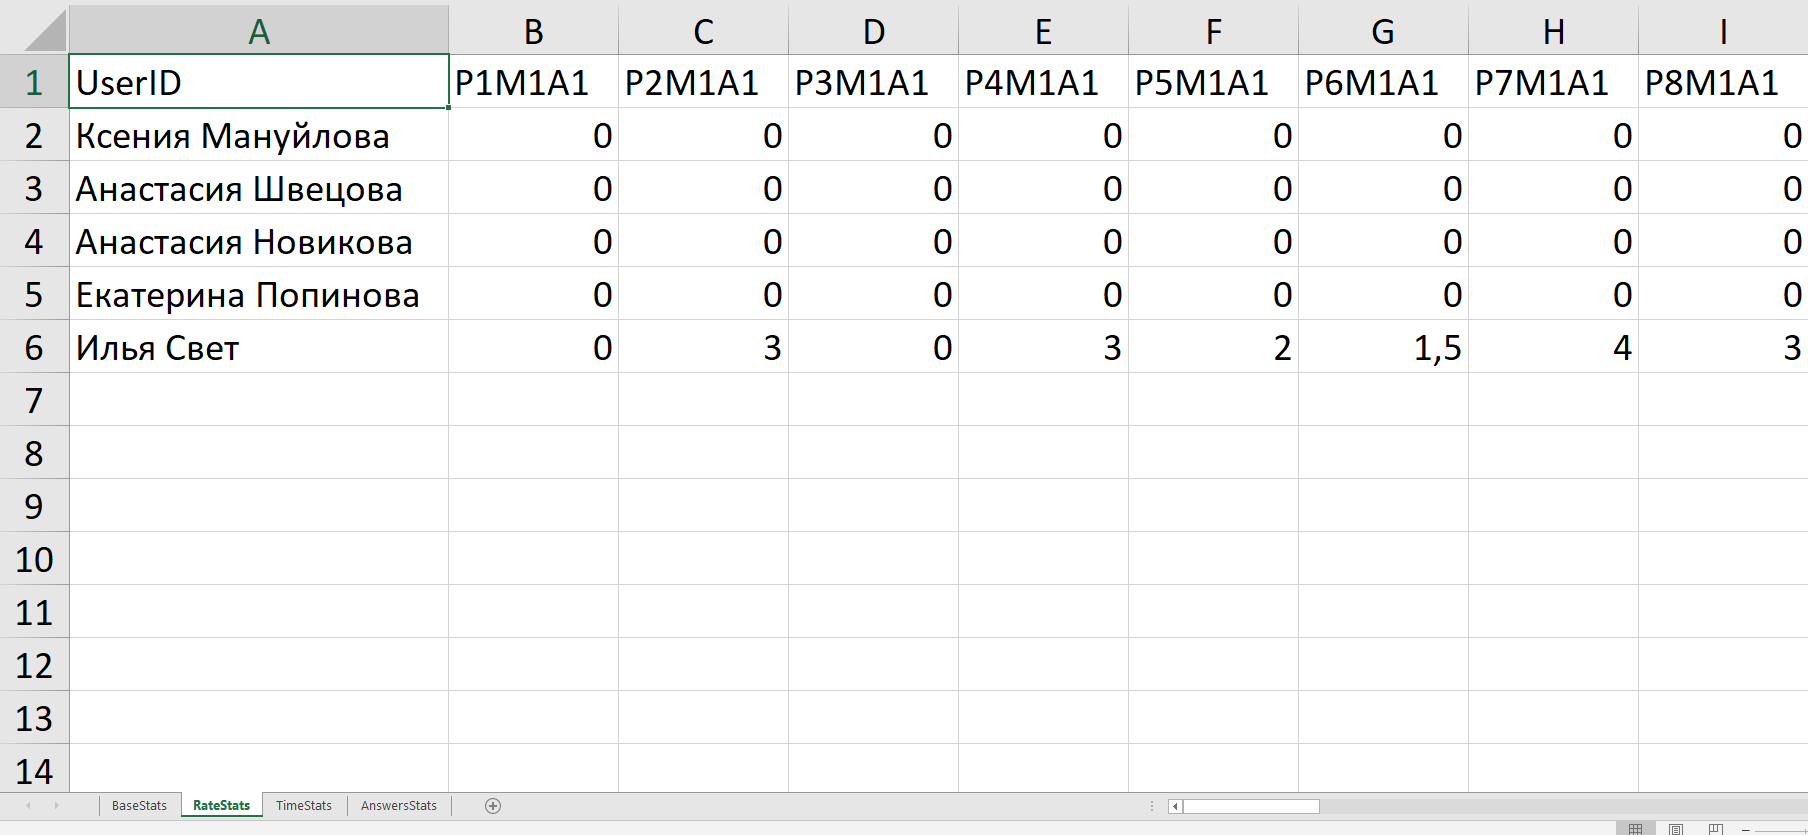 A B C D E F G H I
1 UserID P1M1A1 P2M1A1 P3M1A1 P4M1A1 P5M1A1 P6M1A1 P7M1A1 P8M1A1
2 Ксения Мануйлова 0 0 0 0 0 0 0 0
3 Анастасия Швецова 0 0 0 0 0 0 0 0
4 Анастасия Новикова 0 0 0 0 0 0 0 0
5 Екатерина Попинова 0 0 0 0 0 0 0 0
6 Илья Свет 0 3 0 3 2 1,5 4 3
7
8
9
10
11
12
13
14
BaseStats RateStats TimeStats AnswersStats